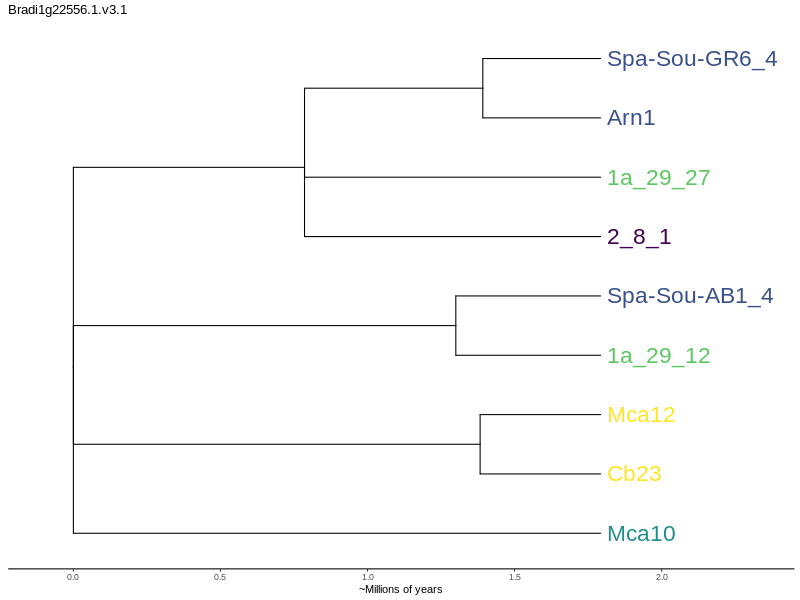 Bradi1g22556.1.v3.1
Spa-Sou-GR6_4
Arn1
1a_29_27
2_8_1
Spa-Sou-AB1_4
1a_29_12
Mca12
Cb23
Mca10
0.0 0.5 1.0 1.5 2.0
~Millions of years